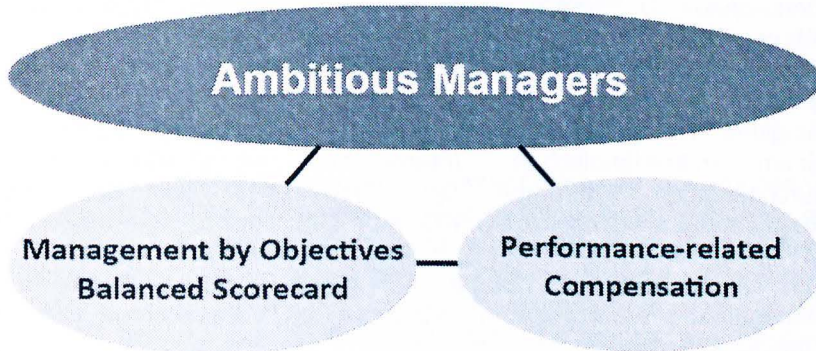 Ambitious Managers
Management by Objectives
Balanced Scorecard
Performance-related
Compensation